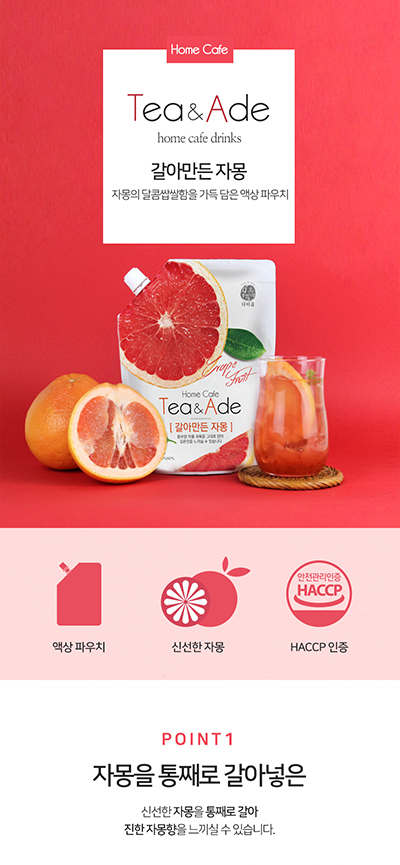 Home Cafe
Tea & Ade
home cafe drinks
갈아만든 자몽
자몽의 달콤쌉쌀함을 가득 담은 액상 파우치
다비움
Grape Fruit
Home Cafe
Tea & Ade
[ 갈아만든 자몽 ]
안전관리인증
HACCP
액상 파우치
신선한 자몽
HACCP 인증
POINT 1
자몽을 통째로 갈아넣은
신선한 자몽을 통째로 갈아
진한 자몽향을 느끼실 수 있습니다.